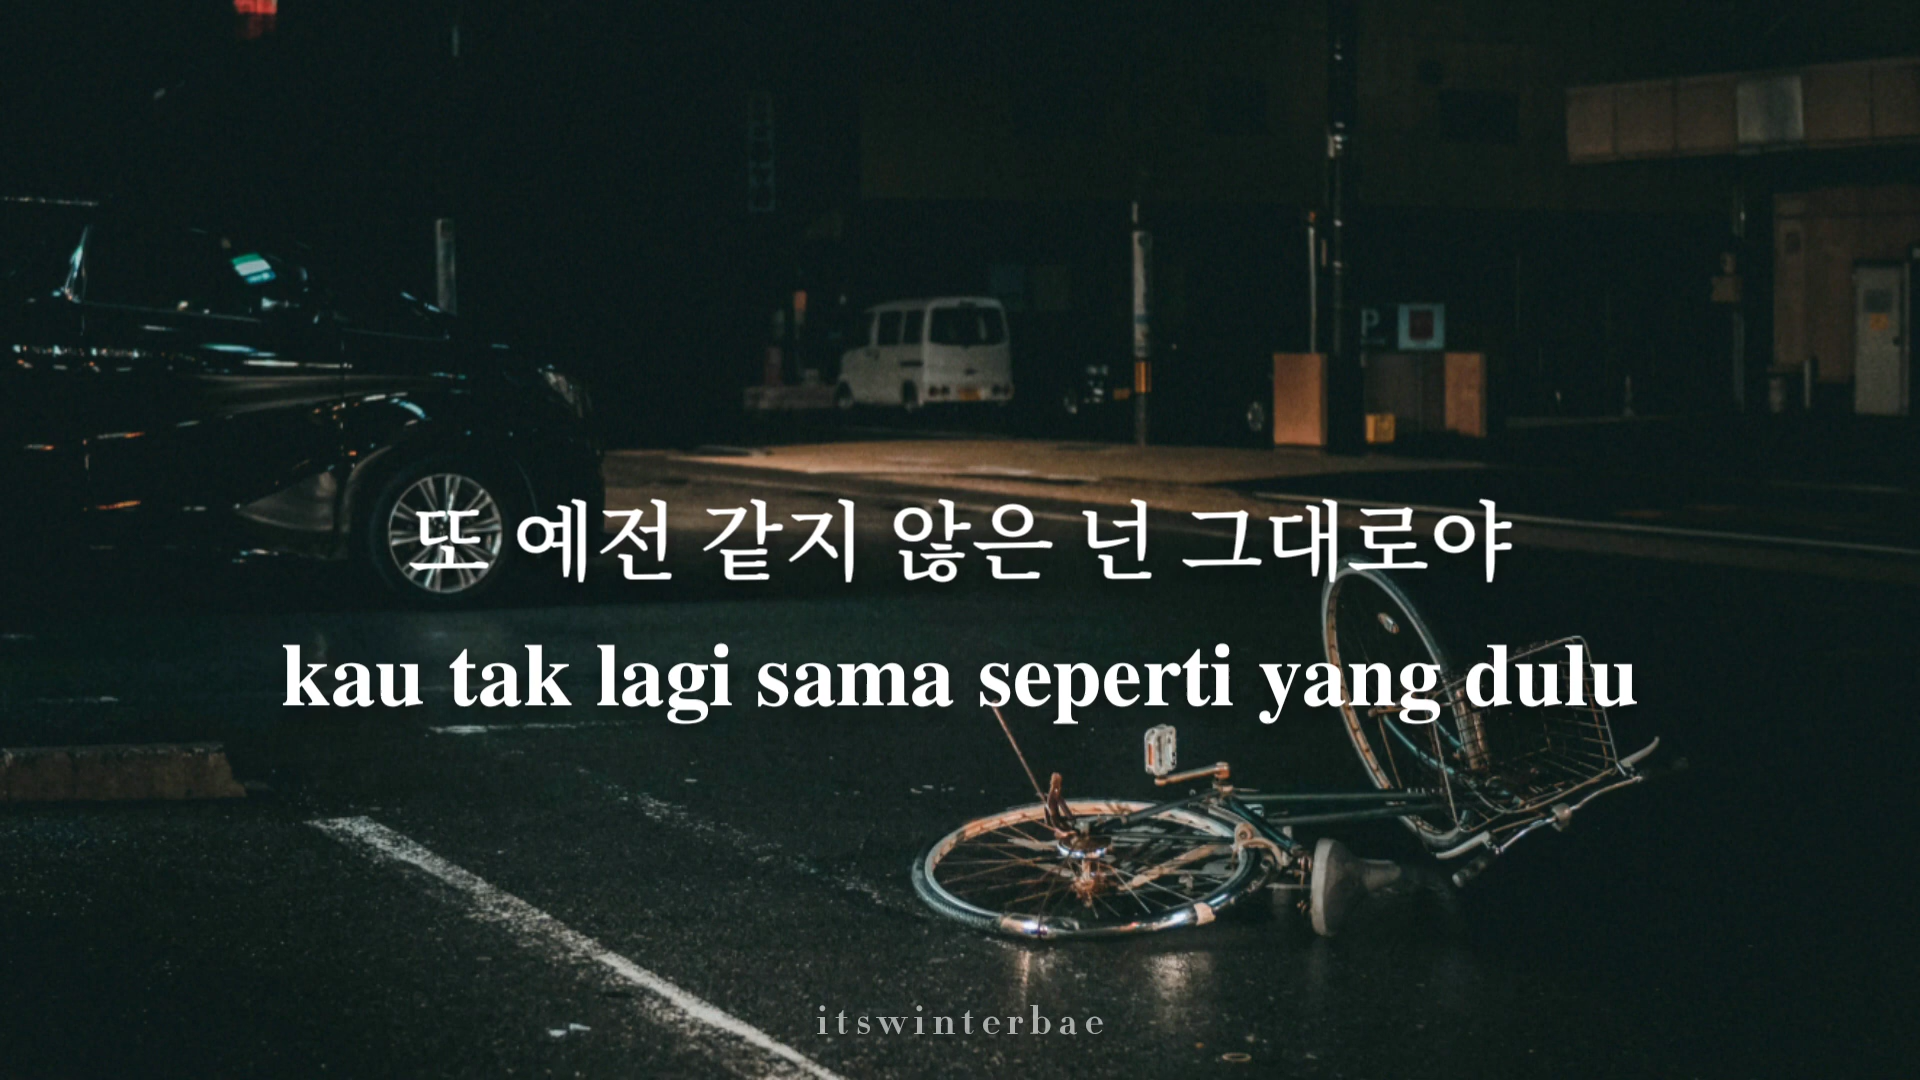 P
또 예전 같지 않은 넌 그대로야
kau tak lagi sama seperti yang dulu
itswinterbae